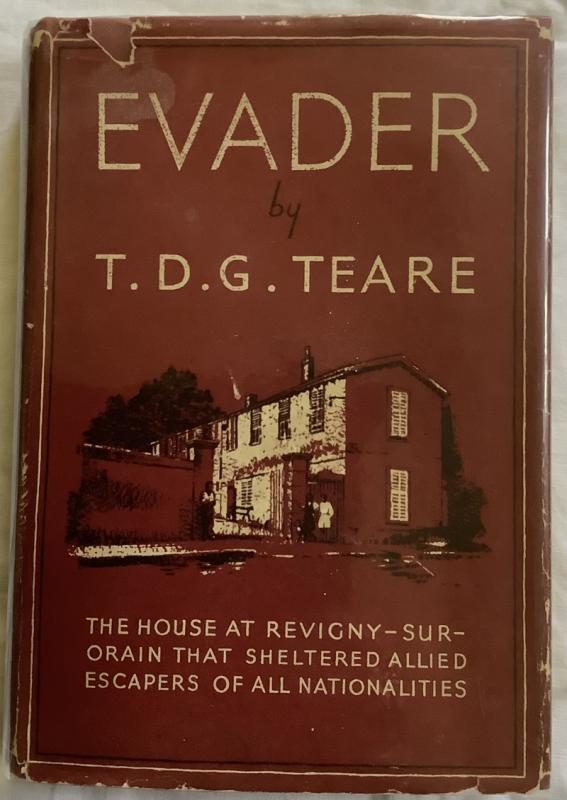 EVADER
by
T. D. G. TEARE
THE HOUSE AT REVIGNY-SUR-
ORAIN THAT SHELTERED ALLIED
ESCAPERS OF ALL NATIONALITIES